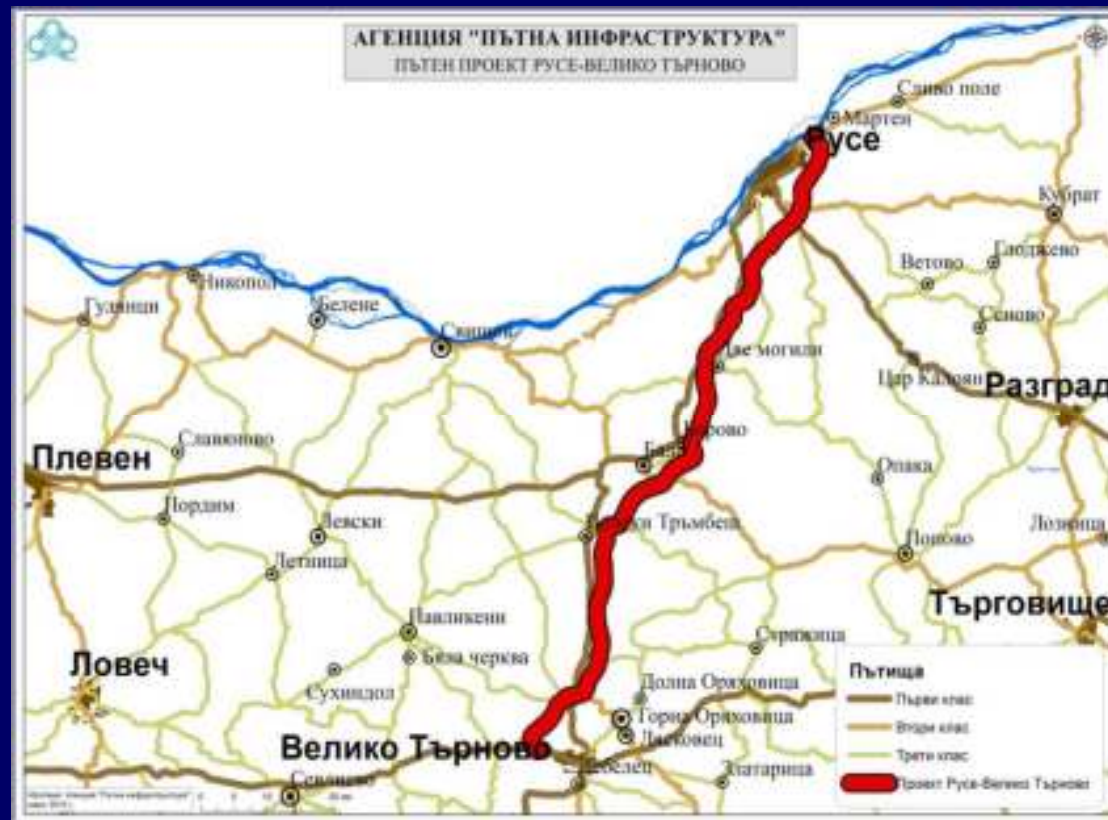 АГЕНЦИЯ "ПЪТНА ИНФРАСТРУКТУРА"
ПЪТЕН ПРОЕКТ РУСЕ-ВЕЛИКО ТЪРНОВО
Сливо поле
Мартен
Русе
Кубрат
Глоджево
Ветово
Никопол
Белене
Гулянци
Сеново
Свищов
Две могили
Цар Калоян
Разград
Борово
Славяново
Плевен
Опака
Пордим
Левски
Тръмбеш
Лозница
Попово
Летница
Търговище
Павликени
Стражица
Бяла черква
Ловеч
Сухиндол
Долна Оряховица
Горна Оряховица
Лясковец
Велико Търново
Дебелец
Златарица
Севлиево
Пътища
Първи клас
Втори клас
Трети клас
Проект Русе-Велико Търново